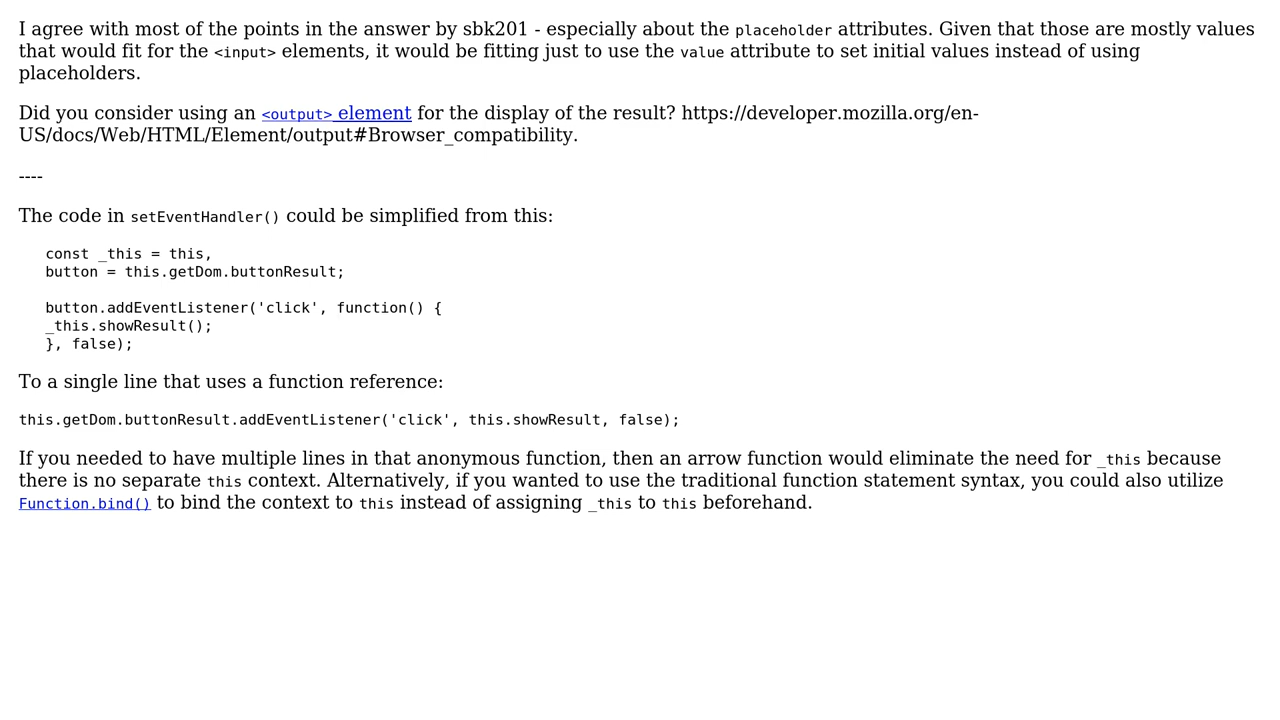 I agree with most of the points in the answer by sbk201 - especially about the placeholder attributes. Given that those are mostly values
that would fit for the <input> elements, it would be fitting just to use the value attribute to set initial values instead of using
placeholders.
Did you consider using an <output> element for the display of the result? https://developer.mozilla.org/en-
US/docs/Web/HTML/Element/output#Browser_compatibility.
----
The code in setEventHandler() could be simplified from this:
const _this = this,
button = this.getDom.buttonResult;
button.addEventListener('click', function() {
_this.showResult();
}, false);
To a single line that uses a function reference:
this.getDom.buttonResult.addEventListener('click', this.showResult, false);
If you needed to have multiple lines in that anonymous function, then an arrow function would eliminate the need for _this because
there is no separate this context. Alternatively, if you wanted to use the traditional function statement syntax, you could also utilize
Function.bind() to bind the context to this instead of assigning _this to this beforehand.